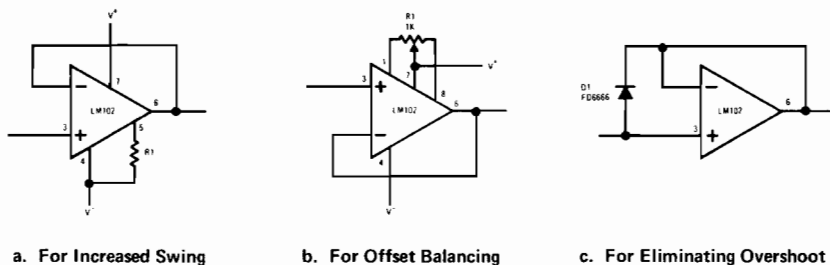 V+
7
LM102
6
3
5
4
R1
V-
R1
1K
1
7
V+
3
8
LM102
6
4
V-
D1
FD6666
LM102
6
3
a. For Increased Swing
b. For Offset Balancing
c. For Eliminating Overshoot